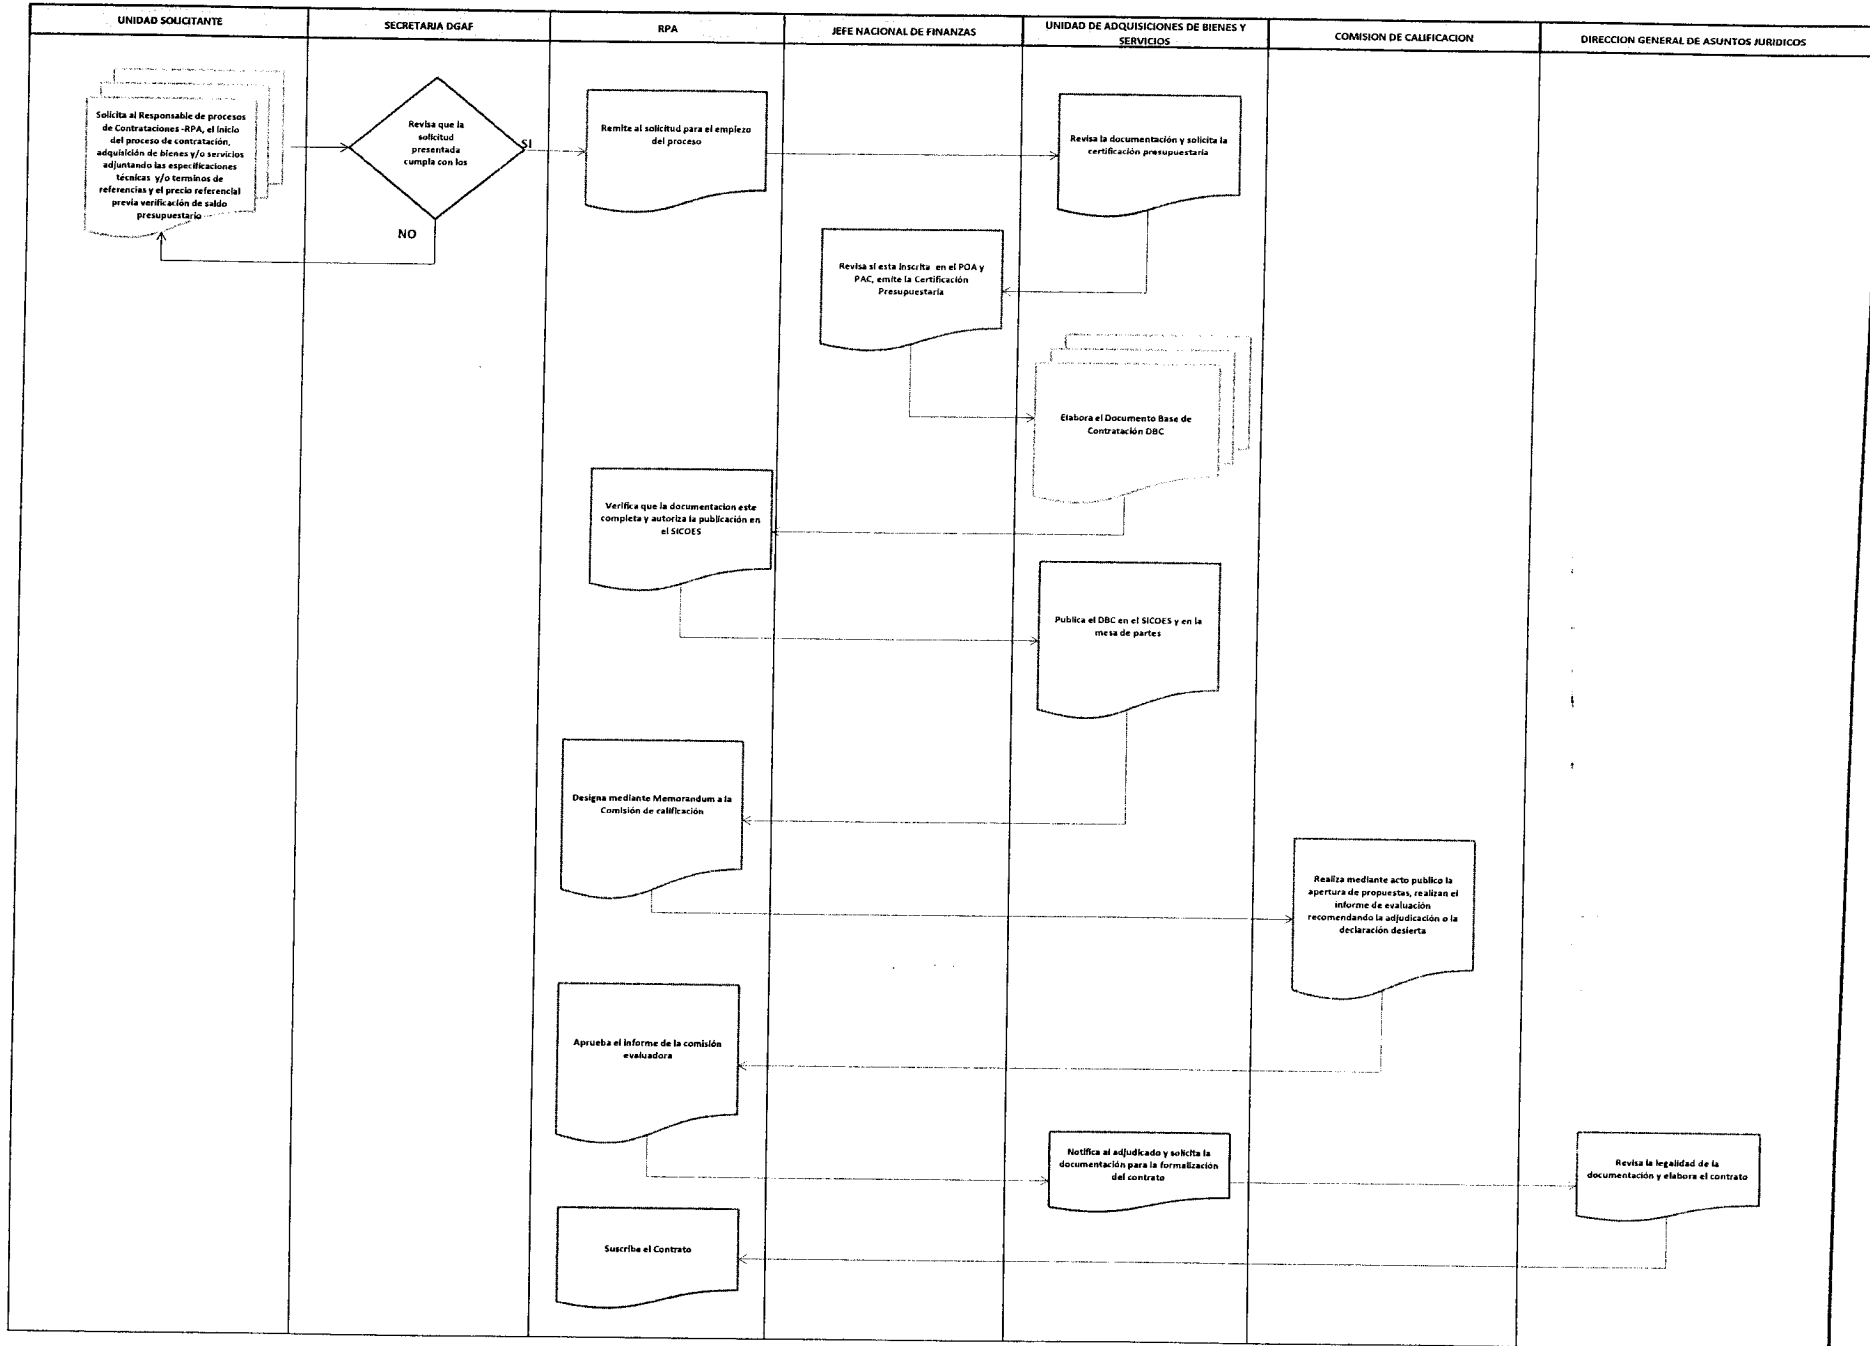 UNIDAD SOLICITANTE
SECRETARIA DGAF
RPA
JEFE NACIONAL DE FINANZAS
UNIDAD DE ADQUISICIONES DE BIENES Y
SERVICIOS
COMISION DE CALIFICACION
DIRECCION GENERAL DE ASUNTOS JURIDICOS
Solicita al Responsable de procesos
de Contrataciones -RPA, el inicio
del proceso de contratación,
adquisición de bienes y/o servicios
adjuntando las especificaciones
técnicas y/o terminos de
referencias y el precio referencial
previa verificación de saldo
presupuestario
Revisa que la
solicitud
presentada
cumpla con los
SI
NO
Remite al solicitud para el empiezo
del proceso
Revisa la documentación y solicita la
certificación presupuestaria
Revisa si esta inscrita en el POA y
PAC, emite la Certificación
Presupuestaria
Elabora el Documento Base de
Contratación DBC
Verifica que la documentacion este
completa y autoriza la publicación en
el SICOES
Publica el DBC en el SICOES y en la
mesa de partes
Designa mediante Memorandum a la
Comisión de calificación
Realiza mediante acto publico la
apertura de propuestas, realizan el
informe de evaluación
recomendando la adjudicación o la
declaración desierta
Aprueba el informe de la comisión
evaluadora
Notifica al adjudicado y solicita la
documentación para la formalización
del contrato
Revisa la legalidad de la
documentación y elabora el contrato
Suscribe el Contrato